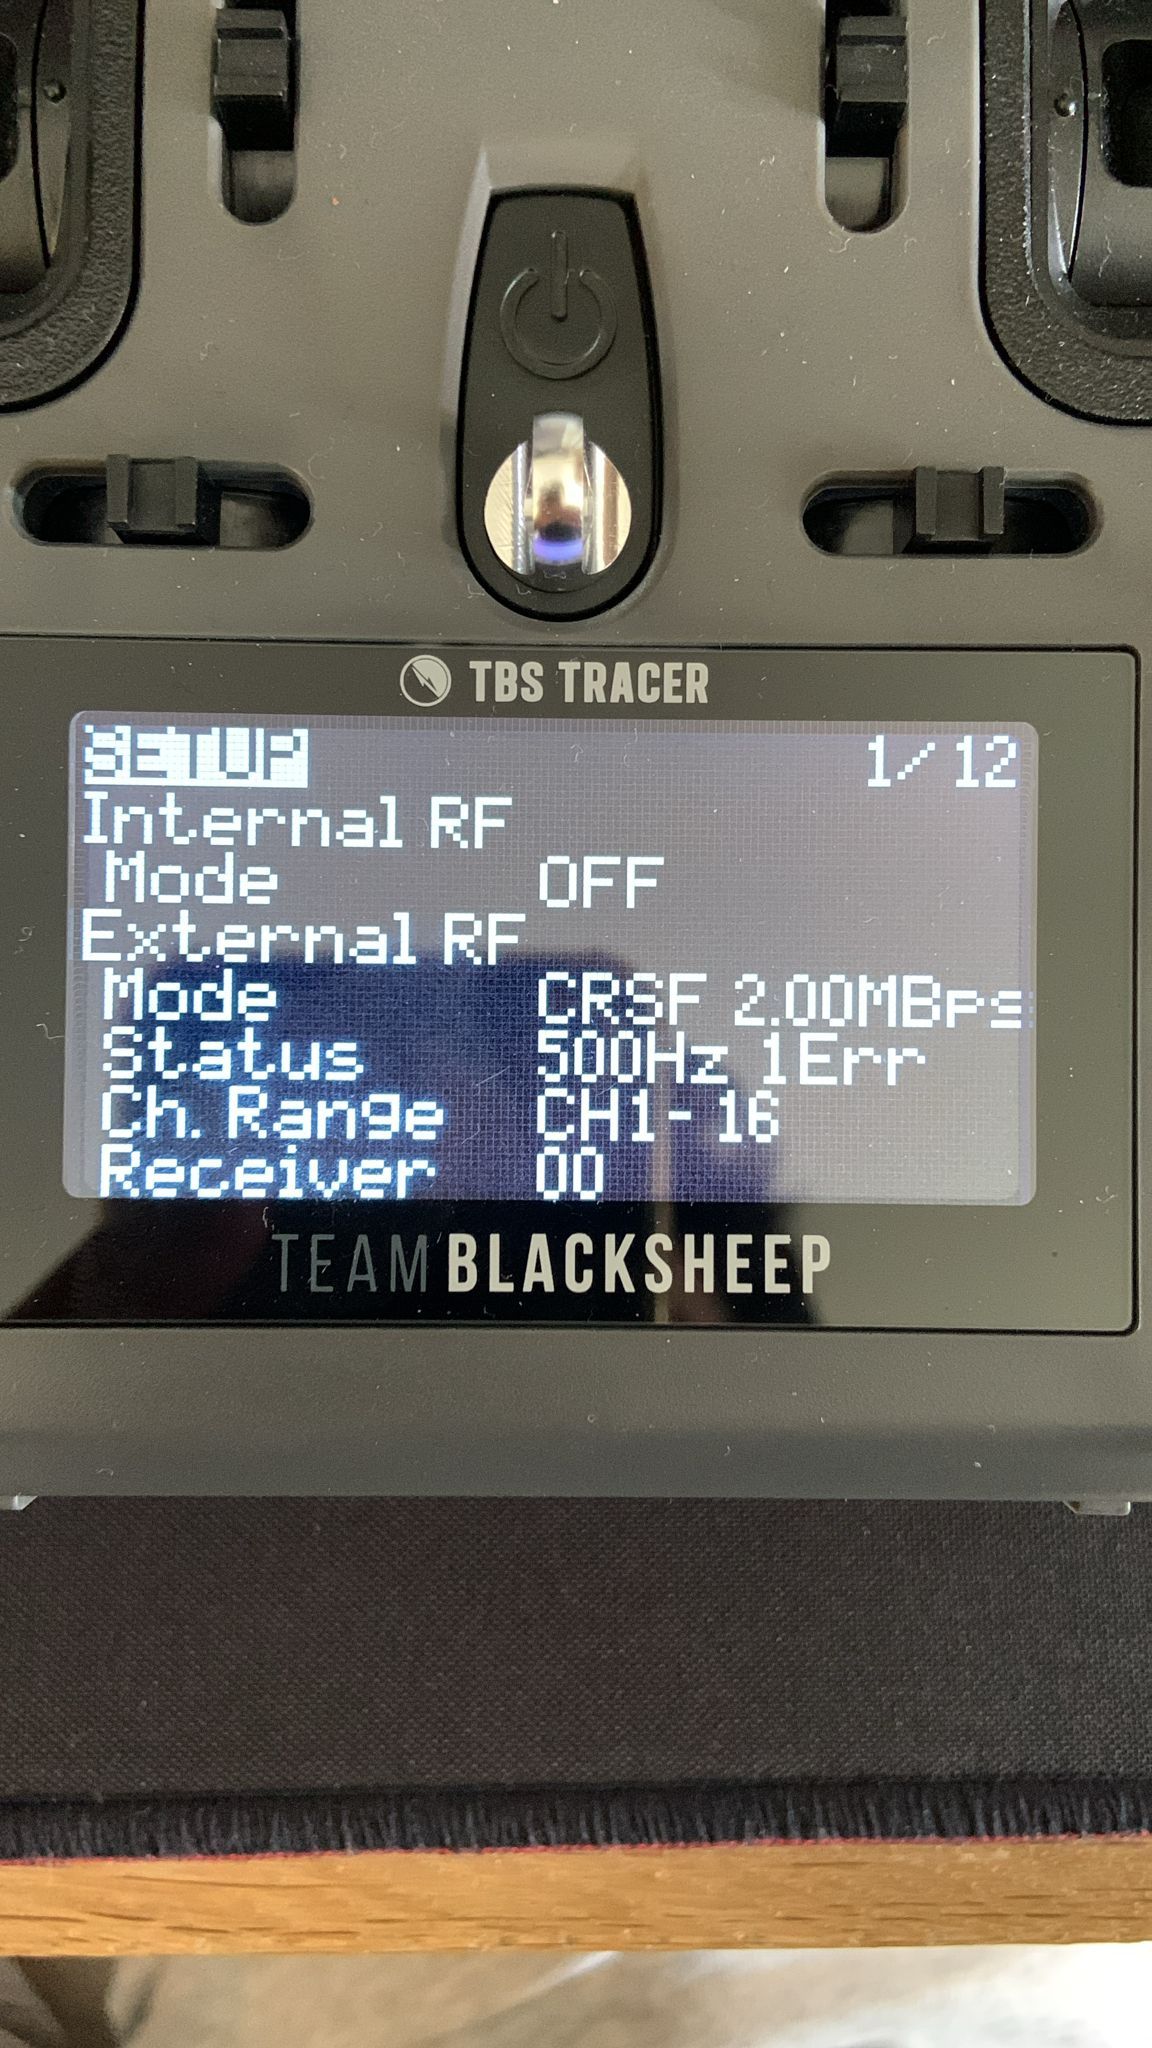 TBS TRACER
SETUP 1/12
Internal RF
Mode OFF
External RF
Mode CRSF 2.00MBps
Status 500Hz 1Err
Ch. Range CH1-16
Receiver 00
TEAM BLACKSHEEP